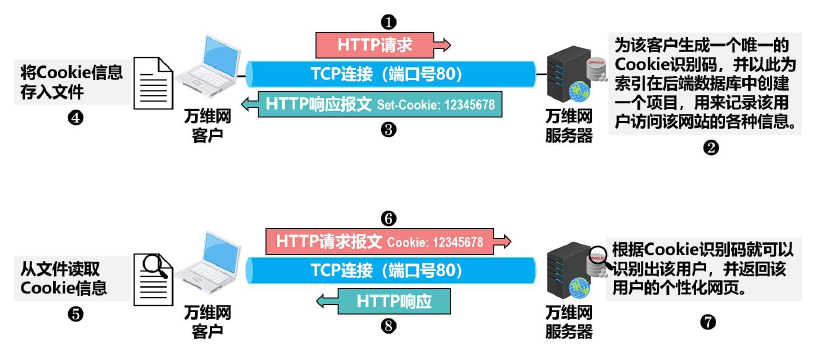 ❶
HTTP请求
TCP连接（端口号80）
HTTP响应报文 Set-Cookie: 12345678
❸
将Cookie信息
存入文件
❹
万维网
客户
万维网
服务器
ORACLE
为该客户生成一个唯一的
Cookie识别码，并以此为
索引在后端数据库中创建
一个项目，用来记录该用
户访问该网站的各种信息。
❷
❻
HTTP请求报文 Cookie: 12345678
TCP连接（端口号80）
HTTP响应
❽
从文件读取
Cookie信息
❺
万维网
客户
万维网
服务器
ORACLE
根据Cookie识别码就可以
识别出该用户，并返回该
用户的个性化网页。
❼